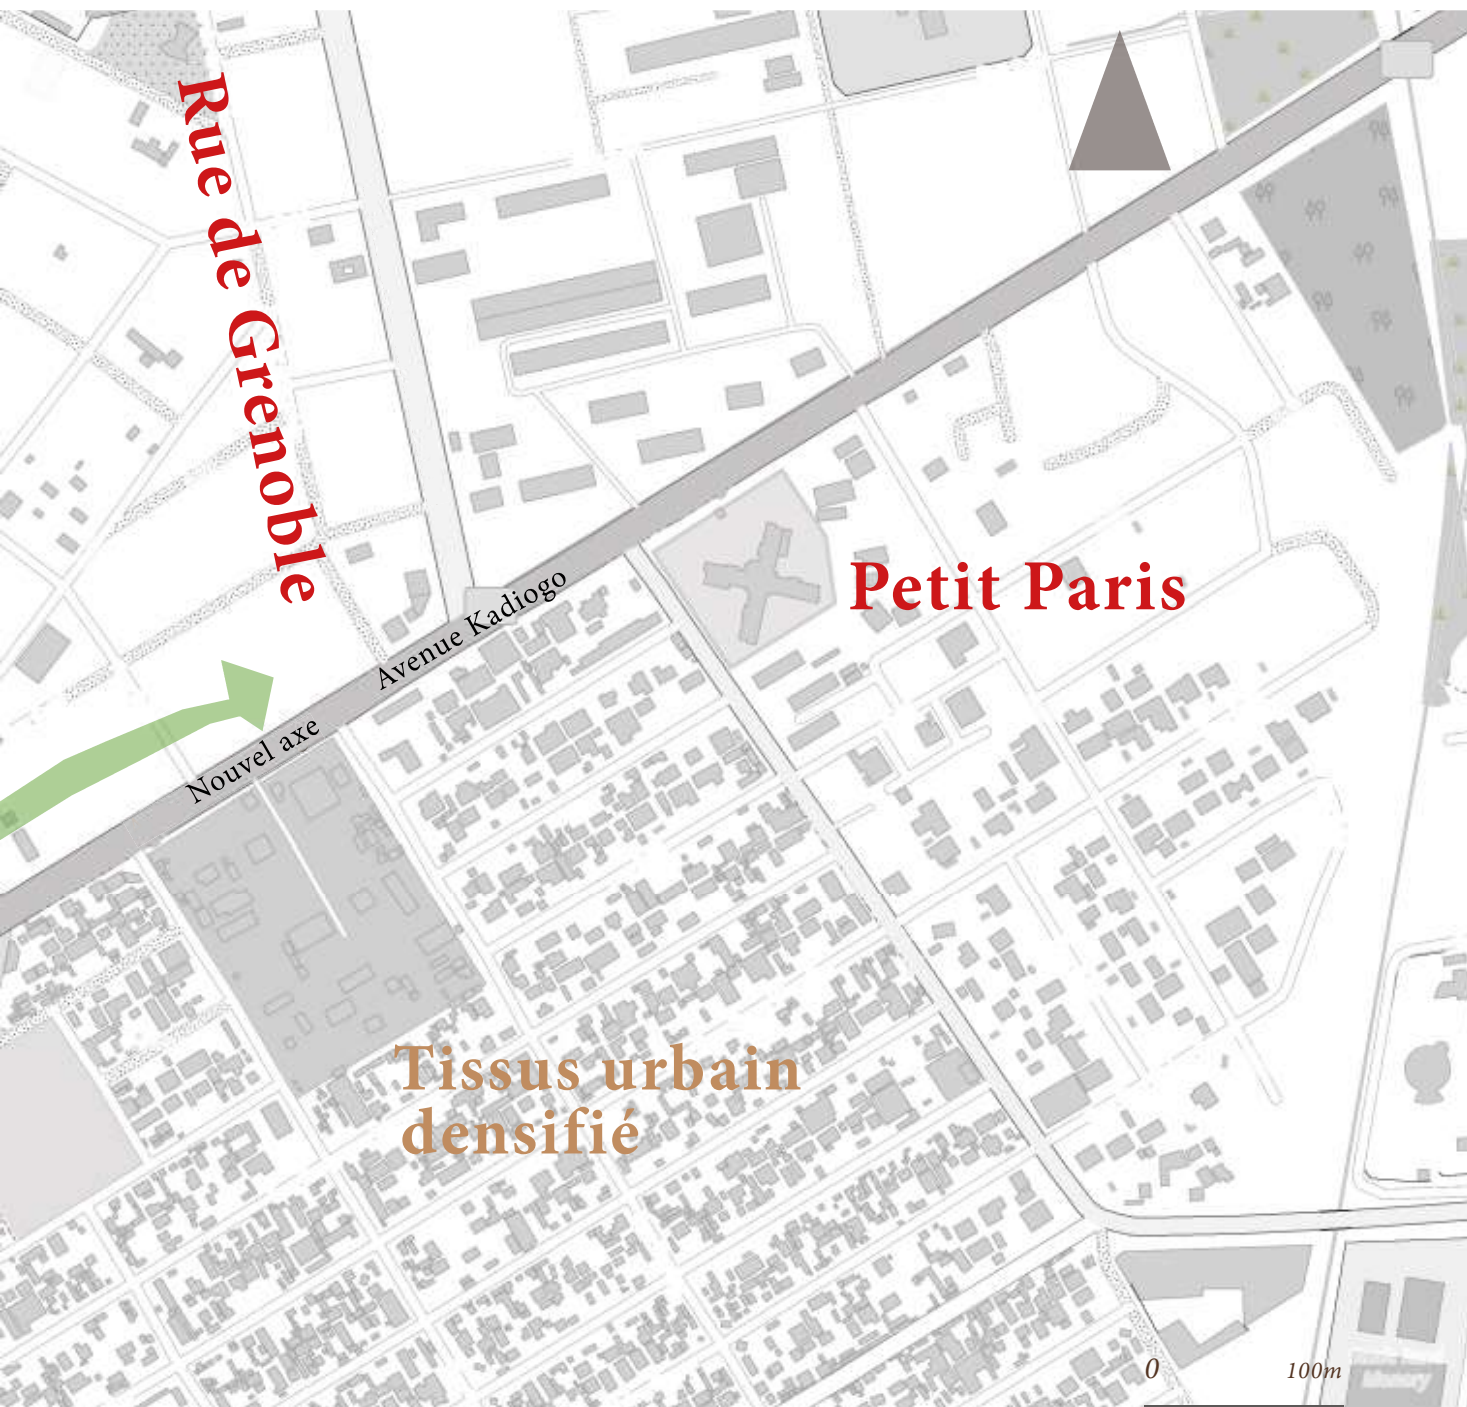 Rue de Grenoble
Petit Paris
Avenue Kadiogo
Nouvel axe
Tissus urbain
densifié
0 100m